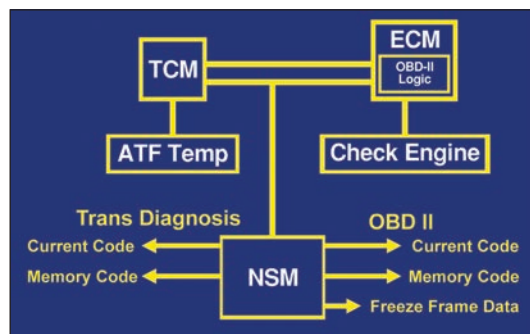 TCM
ECM
OBD-II
Logic
ATF Temp
Check Engine
Trans Diagnosis
OBD II
Current Code
Current Code
Memory Code
NSM
Memory Code
Freeze Frame Data